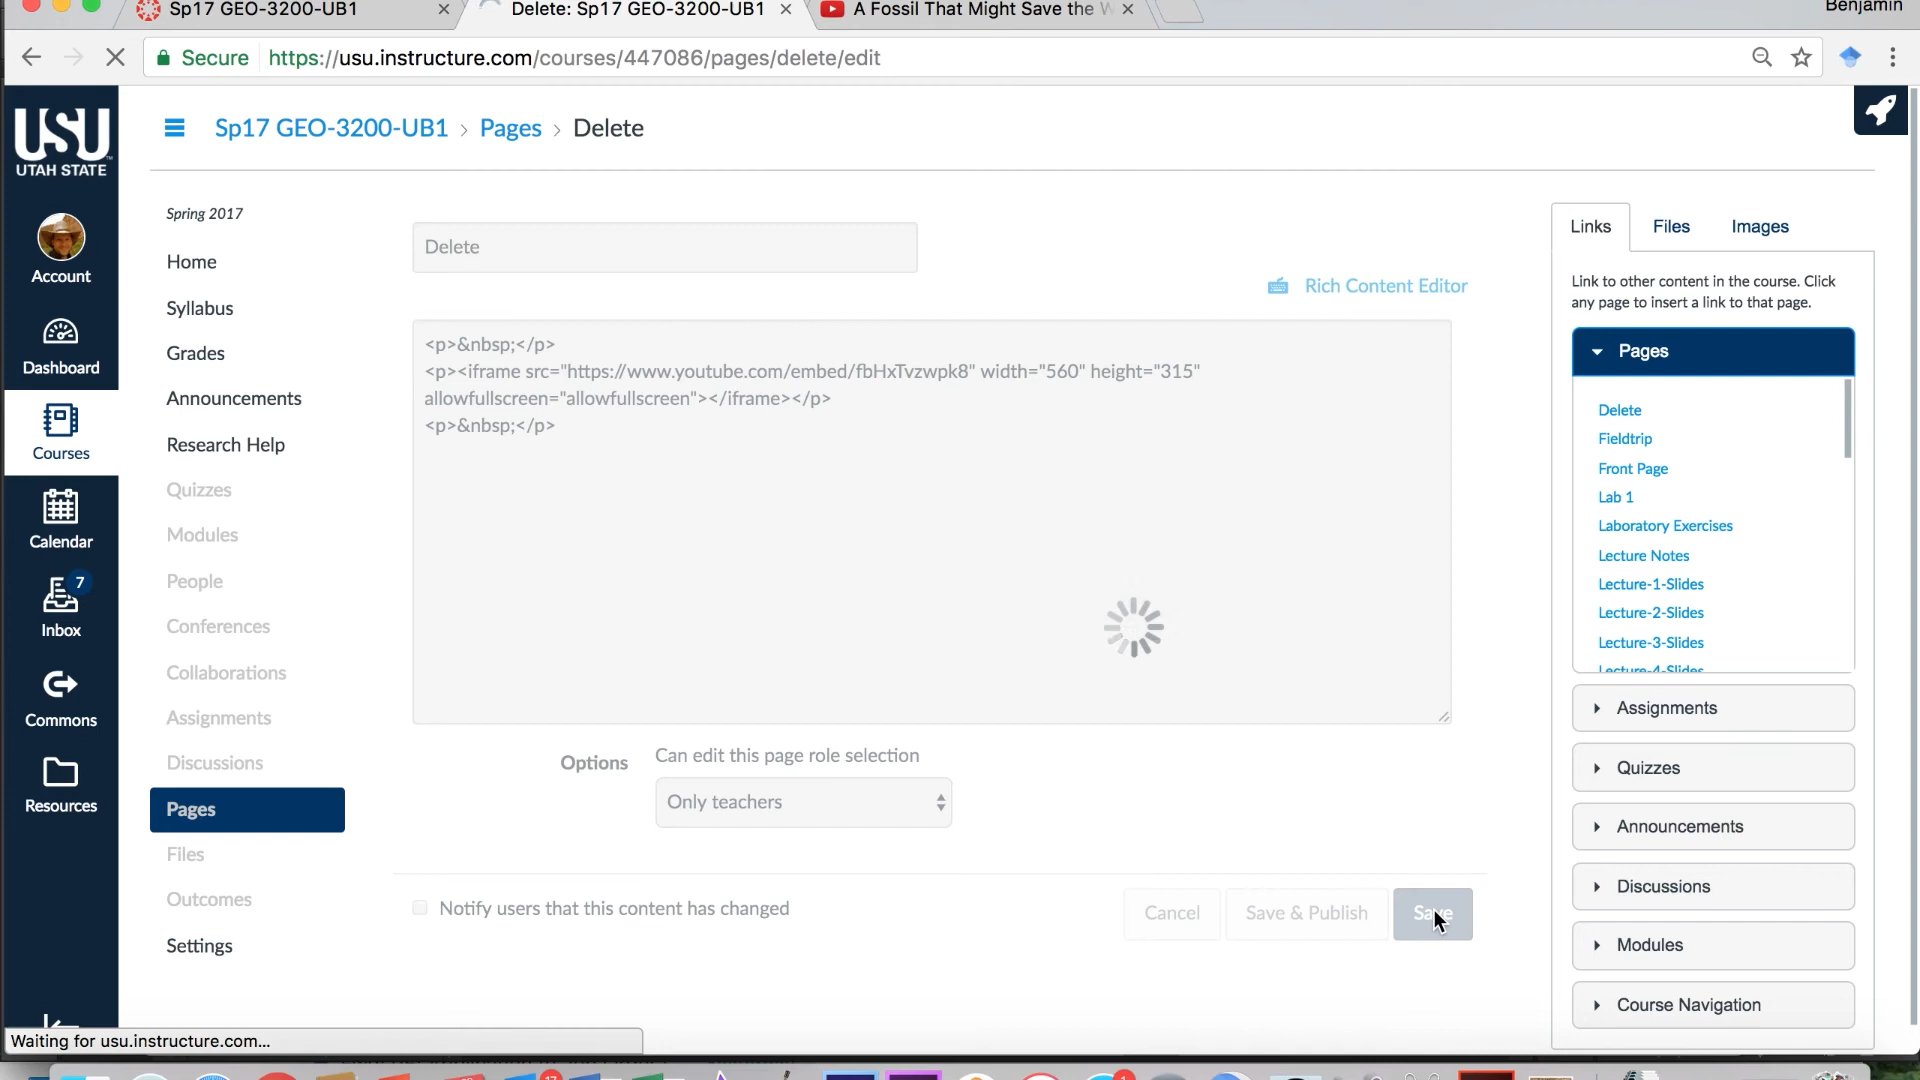 Sp17 GEO-3200-UB1
Delete: Sp17 GEO-3200-UB1
A Fossil That Might Save the W
Benjamin
Secure
https://usu.instructure.com/courses/447086/pages/delete/edit
USU
UTAH STATE
Account
Dashboard
Courses
Calendar
7
Inbox
Commons
Resources
Sp17 GEO-3200-UB1 > Pages > Delete
Spring 2017
Home
Syllabus
Grades
Announcements
Research Help
Quizzes
Modules
People
Conferences
Collaborations
Assignments
Discussions
Pages
Files
Outcomes
Settings
Delete
Rich Content Editor
<p>&nbsp;</p>
<p><iframe src="https://www.youtube.com/embed/fbHxTvzwpk8" width="560" height="315"
allowfullscreen="allowfullscreen"></iframe></p>
<p>&nbsp;</p>
Options
Can edit this page role selection
Only teachers
Notify users that this content has changed
Cancel
Save & Publish
Save
Links
Files
Images
Link to other content in the course. Click
any page to insert a link to that page.
Pages
Delete
Fieldtrip
Front Page
Lab 1
Laboratory Exercises
Lecture Notes
Lecture-1-Slides
Lecture-2-Slides
Lecture-3-Slides
Lecture-4-Slides
Assignments
Quizzes
Announcements
Discussions
Modules
Course Navigation
Waiting for usu.instructure.com...
17
1